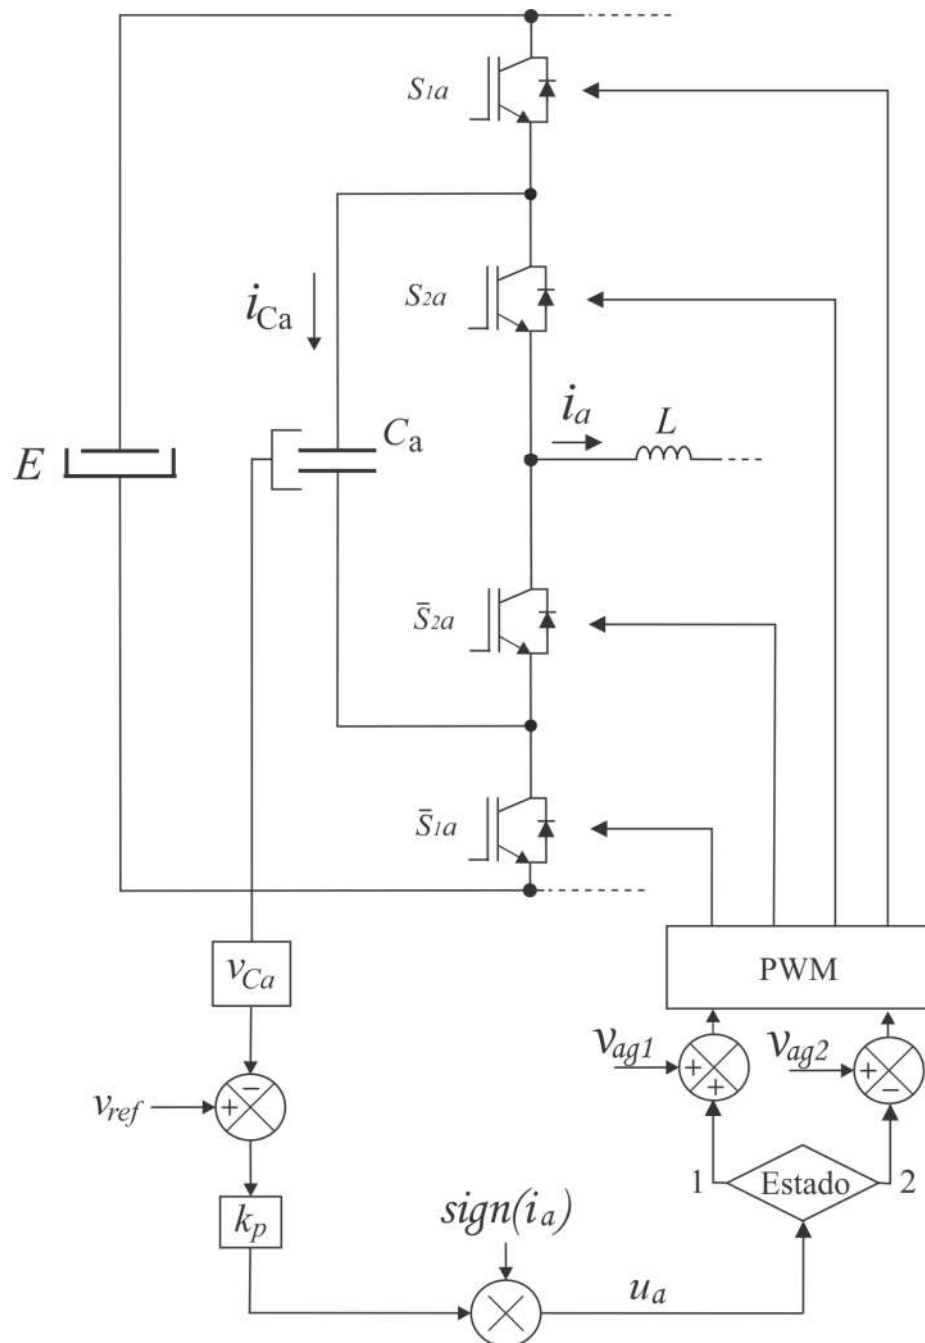 S1a
S2a
iCa
ia
L
Ca
E
S̄2a
S̄1a
vCa
PWM
vag1
+
+
vag2
+
−
vref
+
−
1
Estado
2
kp
sign(ia)
ua